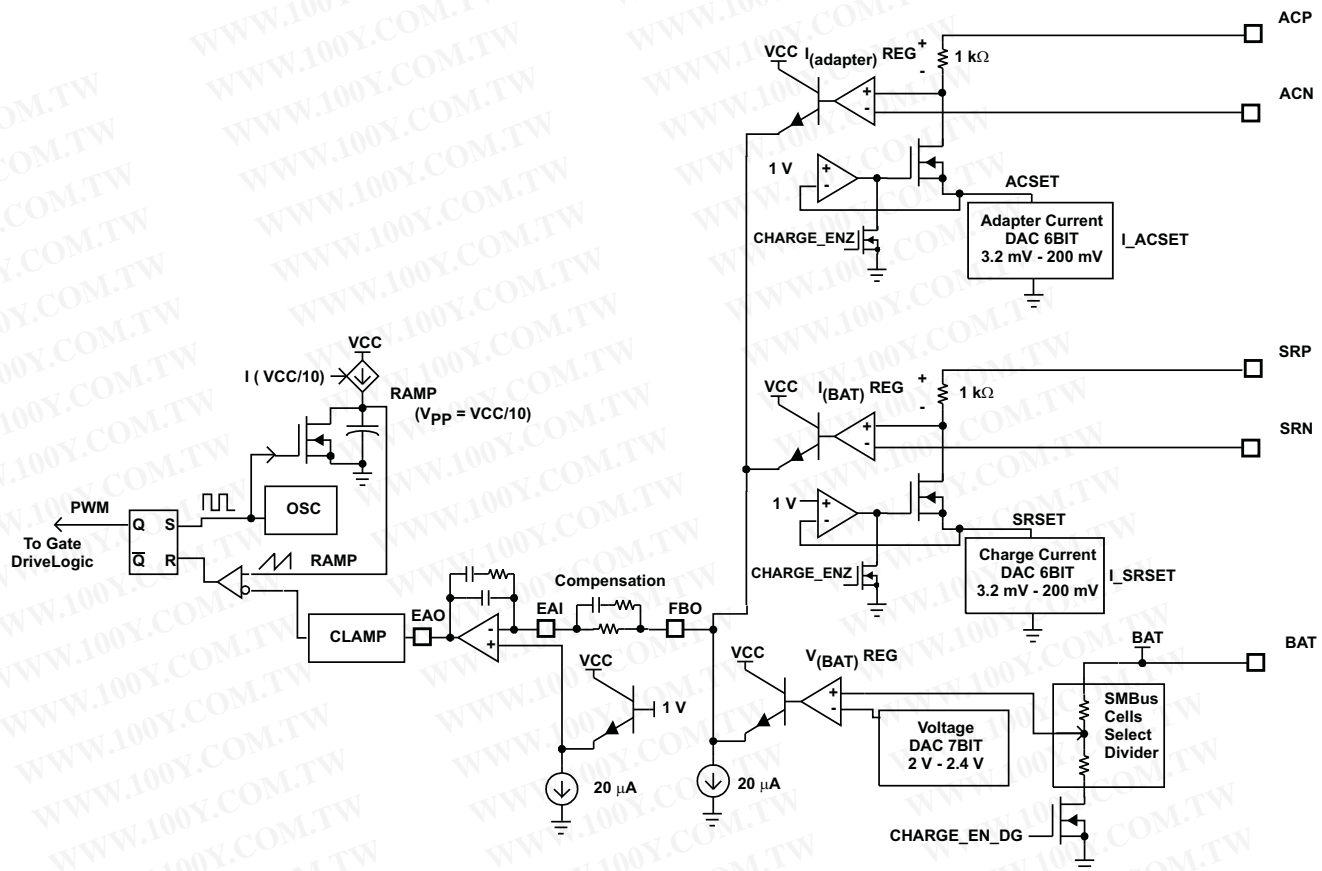 ACP
VCC
I(adapter) REG
+
-
1 kΩ
ACN
+
-
1 V
+
-
CHARGE_ENZ
ACSET
Adapter Current
DAC 6BIT
3.2 mV - 200 mV
I_ACSET
SRP
VCC
I(BAT) REG
+
-
1 kΩ
SRN
+
-
1 V
+
-
CHARGE_ENZ
SRSET
Charge Current
DAC 6BIT
3.2 mV - 200 mV
I_SRSET
VCC
I ( VCC/10)
RAMP
(VPP = VCC/10)
OSC
PWM
To Gate
DriveLogic
Q S
Q̅ R
RAMP
CLAMP
EAO
-
+
EAI
Compensation
FBO
VCC
1 V
20 μA
VCC
20 μA
V(BAT) REG
+
-
Voltage
DAC 7BIT
2 V - 2.4 V
BAT
BAT
SMBus
Cells
Select
Divider
CHARGE_EN_DG
WWW.100Y.COM.TW